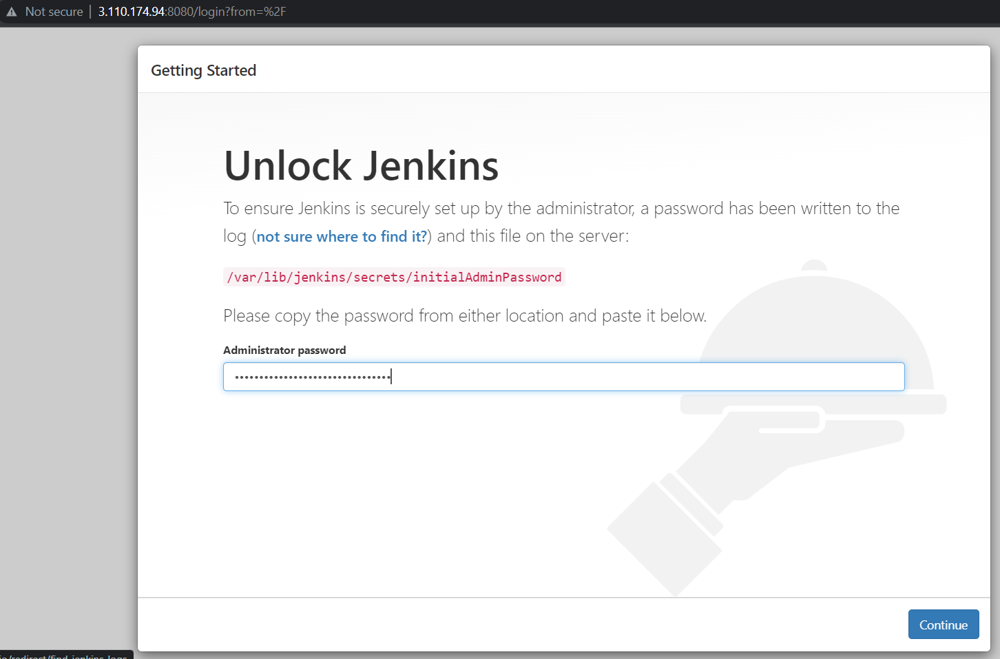 Not secure | 3.110.174.94:8080/login?from=%2F
Getting Started
Unlock Jenkins
To ensure Jenkins is securely set up by the administrator, a password has been written to the
log (not sure where to find it?) and this file on the server:
/var/lib/jenkins/secrets/initialAdminPassword
Please copy the password from either location and paste it below.
Administrator password
••••••••••••••••••••••••••••••••
Continue
io/redirect/find-jenkins-logs